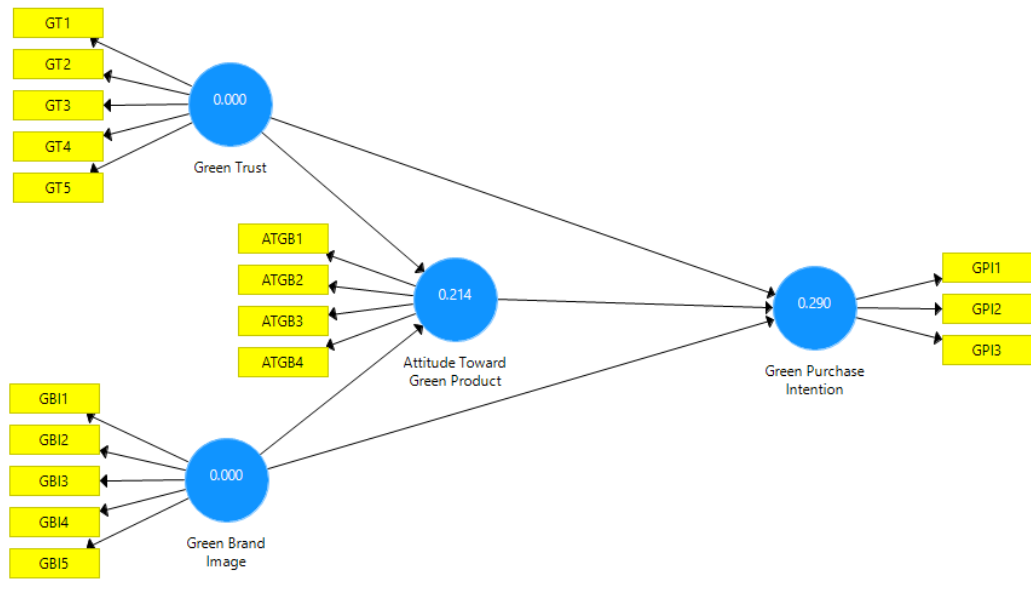 GT1
GT2
GT3
GT4
GT5
0.000
Green Trust
ATGB1
ATGB2
ATGB3
ATGB4
0.214
Attitude Toward
Green Product
0.290
Green Purchase
Intention
GPI1
GPI2
GPI3
GBI1
GBI2
GBI3
GBI4
GBI5
0.000
Green Brand
Image